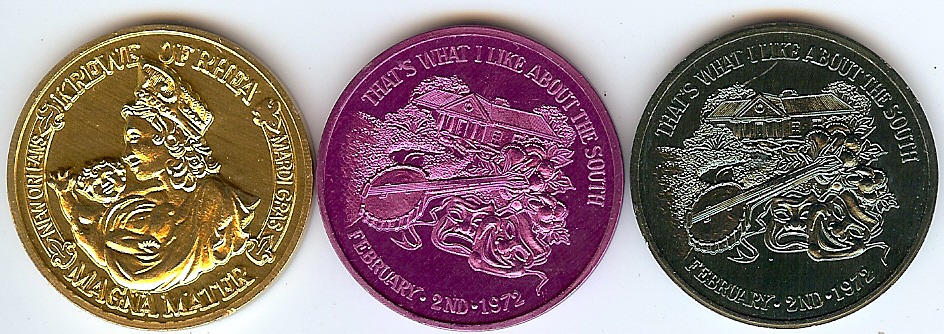 KREWE OF RHEA
NEW ORLEANS
MARDI GRAS
MAGNA MATER
THAT'S WHAT I LIKE ABOUT THE SOUTH
FEBRUARY · 2ND · 1972
THAT'S WHAT I LIKE ABOUT THE SOUTH
FEBRUARY · 2ND · 1972